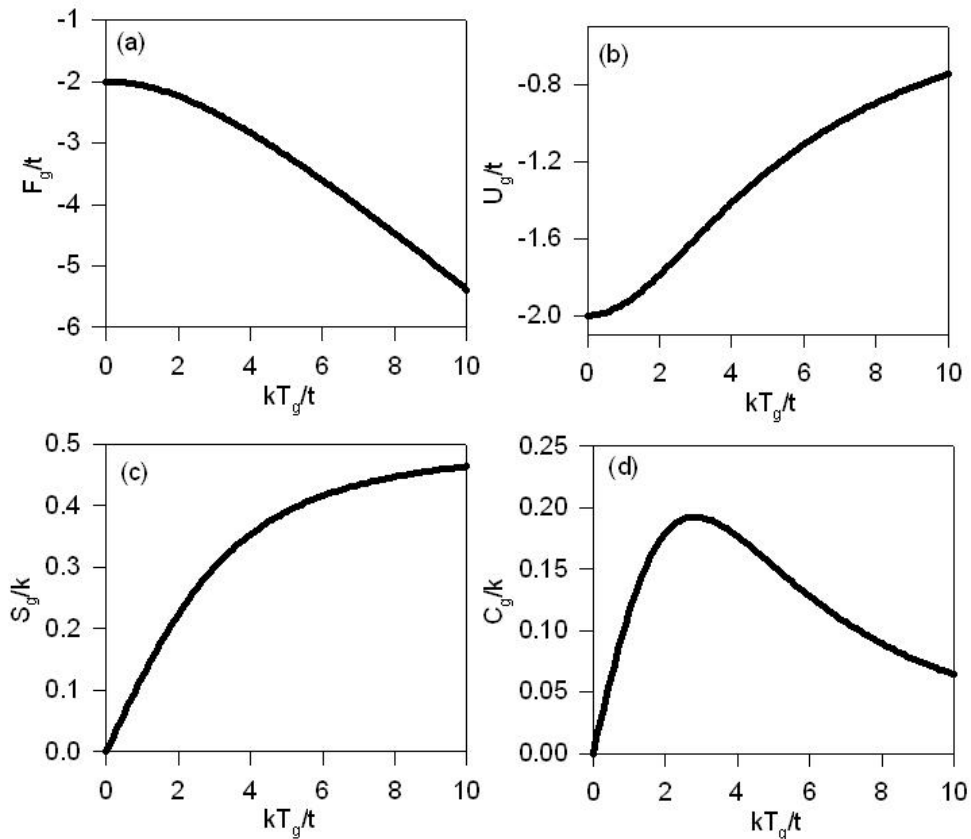 (a)
-1
-2
-3
-4
-5
-6
F_g/t
0 2 4 6 8 10
kT_g/t
(b)
-0.8
-1.2
-1.6
-2.0
U_g/t
0 2 4 6 8 10
kT_g/t
(c)
0.5
0.4
0.3
0.2
0.1
0.0
S_g/k
0 2 4 6 8 10
kT_g/t
(d)
0.25
0.20
0.15
0.10
0.05
0.00
C_g/k
0 2 4 6 8 10
kT_g/t